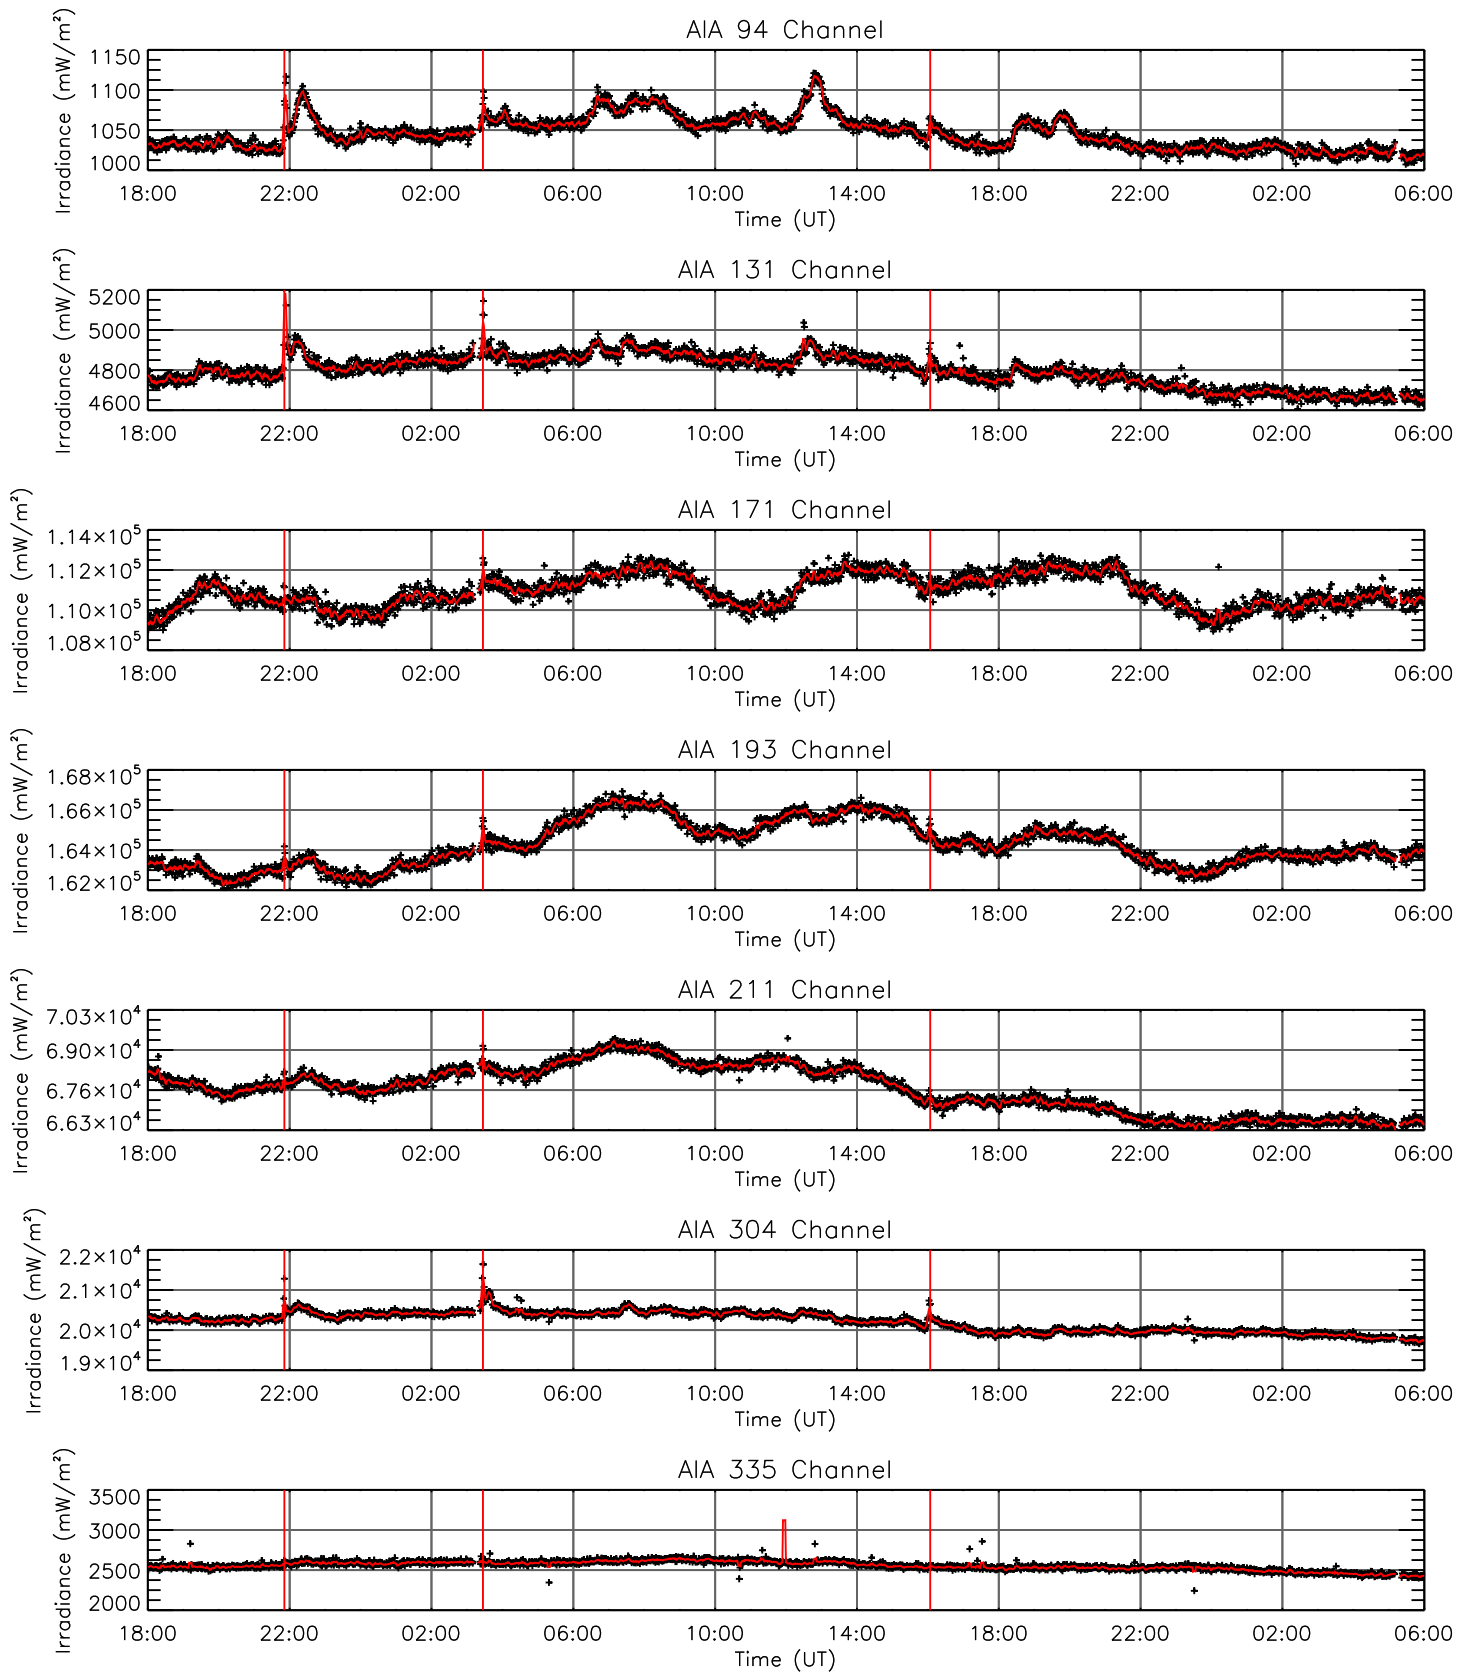 AIA 94 Channel
Irradiance (mW/m²)
1150
1100
1050
1000
18:00 22:00 02:00 06:00 10:00 14:00 18:00 22:00 02:00 06:00
Time (UT)
AIA 131 Channel
Irradiance (mW/m²)
5200
5000
4800
4600
18:00 22:00 02:00 06:00 10:00 14:00 18:00 22:00 02:00 06:00
Time (UT)
AIA 171 Channel
Irradiance (mW/m²)
1.14×10⁵
1.12×10⁵
1.10×10⁵
1.08×10⁵
18:00 22:00 02:00 06:00 10:00 14:00 18:00 22:00 02:00 06:00
Time (UT)
AIA 193 Channel
Irradiance (mW/m²)
1.68×10⁵
1.66×10⁵
1.64×10⁵
1.62×10⁵
18:00 22:00 02:00 06:00 10:00 14:00 18:00 22:00 02:00 06:00
Time (UT)
AIA 211 Channel
Irradiance (mW/m²)
7.03×10⁴
6.90×10⁴
6.76×10⁴
6.63×10⁴
18:00 22:00 02:00 06:00 10:00 14:00 18:00 22:00 02:00 06:00
Time (UT)
AIA 304 Channel
Irradiance (mW/m²)
2.2×10⁴
2.1×10⁴
2.0×10⁴
1.9×10⁴
18:00 22:00 02:00 06:00 10:00 14:00 18:00 22:00 02:00 06:00
Time (UT)
AIA 335 Channel
Irradiance (mW/m²)
3500
3000
2500
2000
18:00 22:00 02:00 06:00 10:00 14:00 18:00 22:00 02:00 06:00
Time (UT)